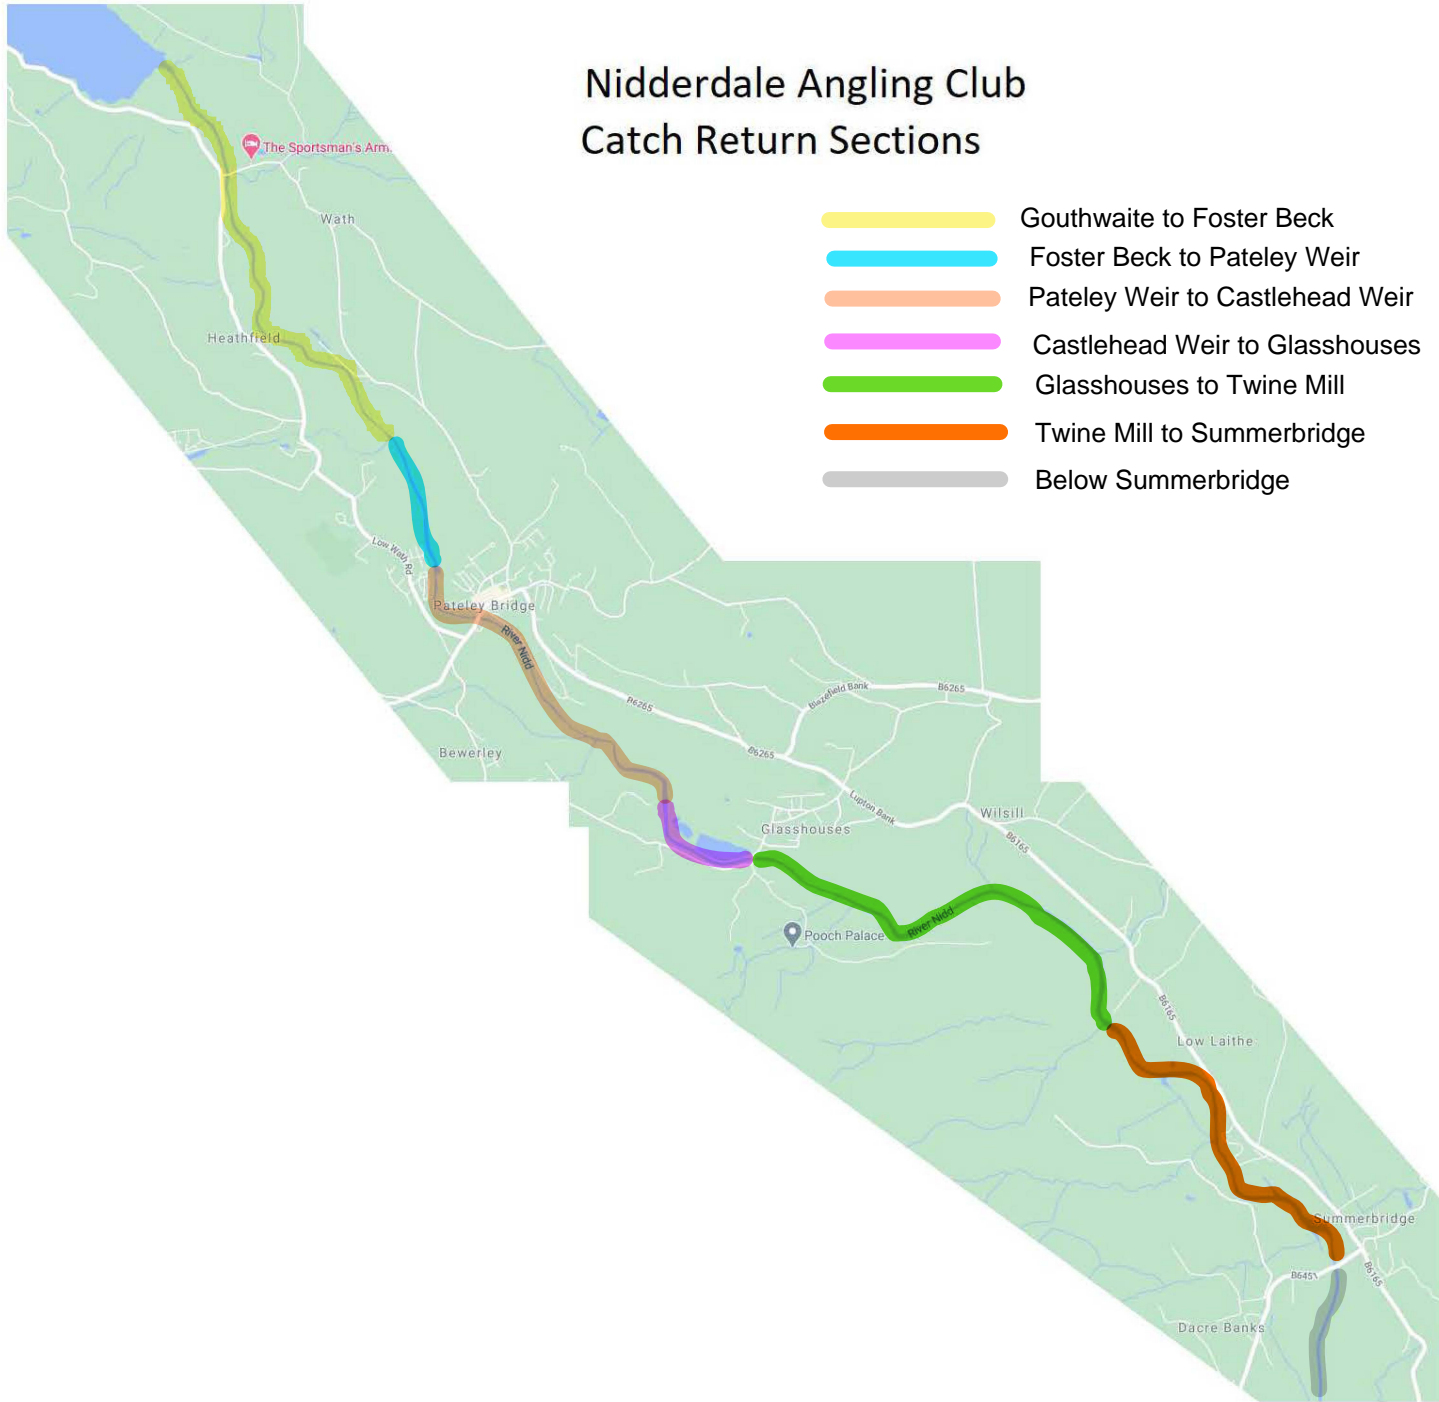 Nidderdale Angling Club
Catch Return Sections
Gouthwaite to Foster Beck
Foster Beck to Pateley Weir
Pateley Weir to Castlehead Weir
Castlehead Weir to Glasshouses
Glasshouses to Twine Mill
Twine Mill to Summerbridge
Below Summerbridge
The Sportsman's Arm
Wath
Heathfield
Low Wath Rd
Pateley Bridge
River Nidd
Bewerley
B6265
Blazefield Bank
B6265
B6265
Lupton Bank
Glasshouses
Wilsill
B6165
Pooch Palace
River Nidd
B6165
Low Laithe
Summerbridge
B6451
B6165
Dacre Banks